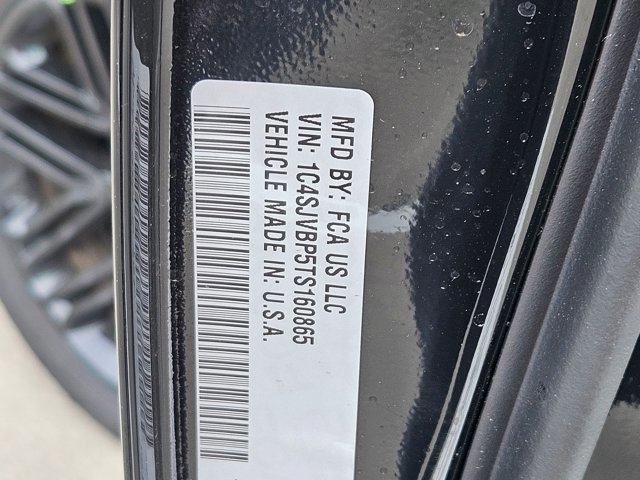 MFD BY: FCA US LLC
VIN: 1C4SJVBP5TS160865
VEHICLE MADE IN: U.S.A.